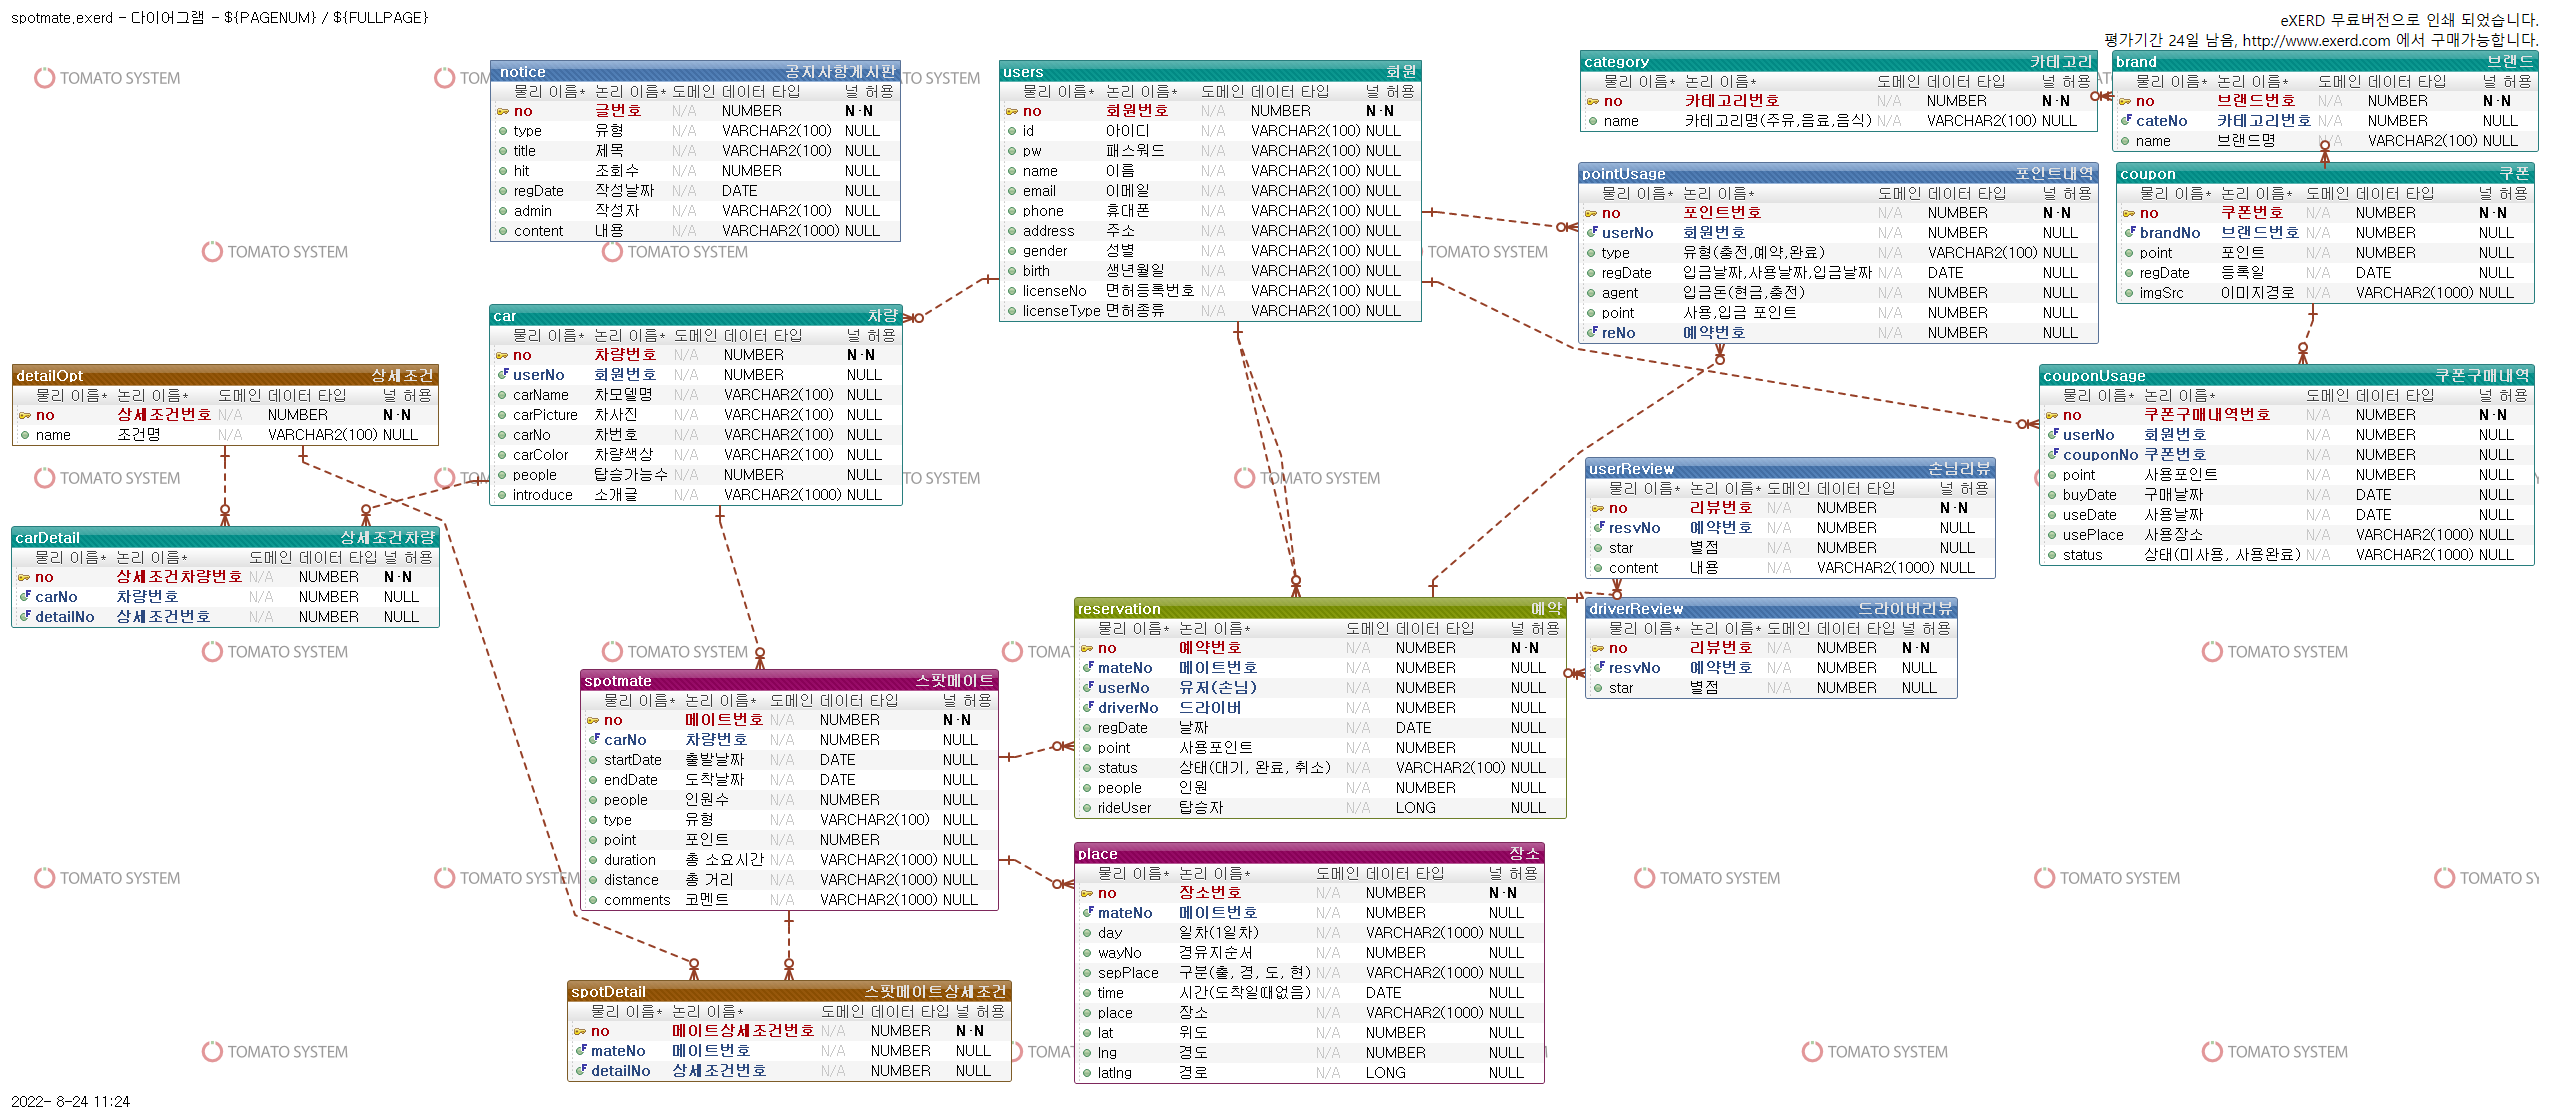 spotmate.exerd - 다이어그램 - ${PAGENUM} / ${FULLPAGE}
eXERD 무료버전으로 인쇄 되었습니다.
평가기간 24일 남음, http://www.exerd.com 에서 구매가능합니다.
notice 공지사항게시판
물리 이름* 논리 이름* 도메인 데이터 타입 널 허용
no 글번호 N/A NUMBER N-N
type 유형 N/A VARCHAR2(100) NULL
title 제목 N/A VARCHAR2(100) NULL
hit 조회수 N/A NUMBER NULL
regDate 작성날짜 N/A DATE NULL
admin 작성자 N/A VARCHAR2(100) NULL
content 내용 N/A VARCHAR2(1000) NULL
users 회원
물리 이름* 논리 이름* 도메인 데이터 타입 널 허용
no 회원번호 N/A NUMBER N-N
id 아이디 N/A VARCHAR2(100) NULL
pw 패스워드 N/A VARCHAR2(100) NULL
name 이름 N/A VARCHAR2(100) NULL
email 이메일 N/A VARCHAR2(100) NULL
phone 휴대폰 N/A VARCHAR2(100) NULL
address 주소 N/A VARCHAR2(100) NULL
gender 성별 N/A VARCHAR2(100) NULL
birth 생년월일 N/A VARCHAR2(100) NULL
licenseNo 면허등록번호 N/A VARCHAR2(100) NULL
licenseType 면허종류 N/A VARCHAR2(100) NULL
category 카테고리
물리 이름* 논리 이름* 도메인 데이터 타입 널 허용
no 카테고리번호 N/A NUMBER N-N
name 카테고리명(주유,음료,음식) N/A VARCHAR2(100) NULL
brand 브랜드
물리 이름* 논리 이름* 도메인 데이터 타입 널 허용
no 브랜드번호 N/A NUMBER N-N
cateNo 카테고리번호 N/A NUMBER NULL
name 브랜드명 N/A VARCHAR2(100) NULL
pointUsage 포인트내역
물리 이름* 논리 이름* 도메인 데이터 타입 널 허용
no 포인트번호 N/A NUMBER N-N
userNo 회원번호 N/A NUMBER NULL
type 유형(충전,예약,완료) N/A VARCHAR2(100) NULL
regDate 입금날짜,사용날짜,입금날짜 N/A DATE NULL
agent 입금돈(현금,충전) N/A NUMBER NULL
point 사용,입금 포인트 N/A NUMBER NULL
reNo 예약번호 N/A NUMBER NULL
coupon 쿠폰
물리 이름* 논리 이름* 도메인 데이터 타입 널 허용
no 쿠폰번호 N/A NUMBER N-N
brandNo 브랜드번호 N/A NUMBER NULL
point 포인트 N/A NUMBER NULL
regDate 등록일 N/A DATE NULL
imgSrc 이미지경로 N/A VARCHAR2(1000) NULL
car 차량
물리 이름* 논리 이름* 도메인 데이터 타입 널 허용
no 차량번호 N/A NUMBER N-N
userNo 회원번호 N/A NUMBER NULL
carName 차모델명 N/A VARCHAR2(100) NULL
carPicture 차사진 N/A VARCHAR2(100) NULL
carNo 차번호 N/A VARCHAR2(100) NULL
carColor 차량색상 N/A VARCHAR2(100) NULL
people 탑승가능수 N/A NUMBER NULL
introduce 소개글 N/A VARCHAR2(1000) NULL
detailOpt 상세조건
물리 이름* 논리 이름* 도메인 데이터 타입 널 허용
no 상세조건번호 N/A NUMBER N-N
name 조건명 N/A VARCHAR2(100) NULL
couponUsage 쿠폰구매내역
물리 이름* 논리 이름* 도메인 데이터 타입 널 허용
no 쿠폰구매내역번호 N/A NUMBER N-N
userNo 회원번호 N/A NUMBER NULL
couponNo 쿠폰번호 N/A NUMBER NULL
point 사용포인트 N/A NUMBER NULL
buyDate 구매날짜 N/A DATE NULL
useDate 사용날짜 N/A DATE NULL
usePlace 사용장소 N/A VARCHAR2(1000) NULL
status 상태(미사용, 사용완료) N/A VARCHAR2(1000) NULL
userReview 손님리뷰
물리 이름* 논리 이름* 도메인 데이터 타입 널 허용
no 리뷰번호 N/A NUMBER N-N
resvNo 예약번호 N/A NUMBER NULL
star 별점 N/A NUMBER NULL
content 내용 N/A VARCHAR2(1000) NULL
carDetail 상세조건차량
물리 이름* 논리 이름* 도메인 데이터 타입 널 허용
no 상세조건차량번호 N/A NUMBER N-N
carNo 차량번호 N/A NUMBER NULL
detailNo 상세조건번호 N/A NUMBER NULL
reservation 예약
물리 이름* 논리 이름* 도메인 데이터 타입 널 허용
no 예약번호 N/A NUMBER N-N
mateNo 메이트번호 N/A NUMBER NULL
userNo 유저(손님) N/A NUMBER NULL
driverNo 드라이버 N/A NUMBER NULL
regDate 날짜 N/A DATE NULL
point 사용포인트 N/A NUMBER NULL
status 상태(대기, 완료, 취소) N/A VARCHAR2(100) NULL
people 인원 N/A NUMBER NULL
rideUser 탑승자 N/A LONG NULL
driverReview 드라이버리뷰
물리 이름* 논리 이름* 도메인 데이터 타입 널 허용
no 리뷰번호 N/A NUMBER N-N
resvNo 예약번호 N/A NUMBER NULL
star 별점 N/A NUMBER NULL
spotmate 스팟메이트
물리 이름* 논리 이름* 도메인 데이터 타입 널 허용
no 메이트번호 N/A NUMBER N-N
carNo 차량번호 N/A NUMBER NULL
startDate 출발날짜 N/A DATE NULL
endDate 도착날짜 N/A DATE NULL
people 인원수 N/A NUMBER NULL
type 유형 N/A VARCHAR2(100) NULL
point 포인트 N/A NUMBER NULL
duration 총 소요시간 N/A VARCHAR2(1000) NULL
distance 총 거리 N/A VARCHAR2(1000) NULL
comments 코멘트 N/A VARCHAR2(1000) NULL
place 장소
물리 이름* 논리 이름* 도메인 데이터 타입 널 허용
no 장소번호 N/A NUMBER N-N
mateNo 메이트번호 N/A NUMBER NULL
day 일차(1일차) N/A VARCHAR2(1000) NULL
wayNo 경유지순서 N/A NUMBER NULL
sepPlace 구분(출, 경, 도, 현) N/A VARCHAR2(1000) NULL
time 시간(도착일때없음) N/A DATE NULL
place 장소 N/A VARCHAR2(1000) NULL
lat 위도 N/A NUMBER NULL
lng 경도 N/A NUMBER NULL
latlng 경로 N/A LONG NULL
spotDetail 스팟메이트상세조건
물리 이름* 논리 이름* 도메인 데이터 타입 널 허용
no 메이트상세조건번호 N/A NUMBER N-N
mateNo 메이트번호 N/A NUMBER NULL
detailNo 상세조건번호 N/A NUMBER NULL
TOMATO SYSTEM
2022- 8-24 11:24